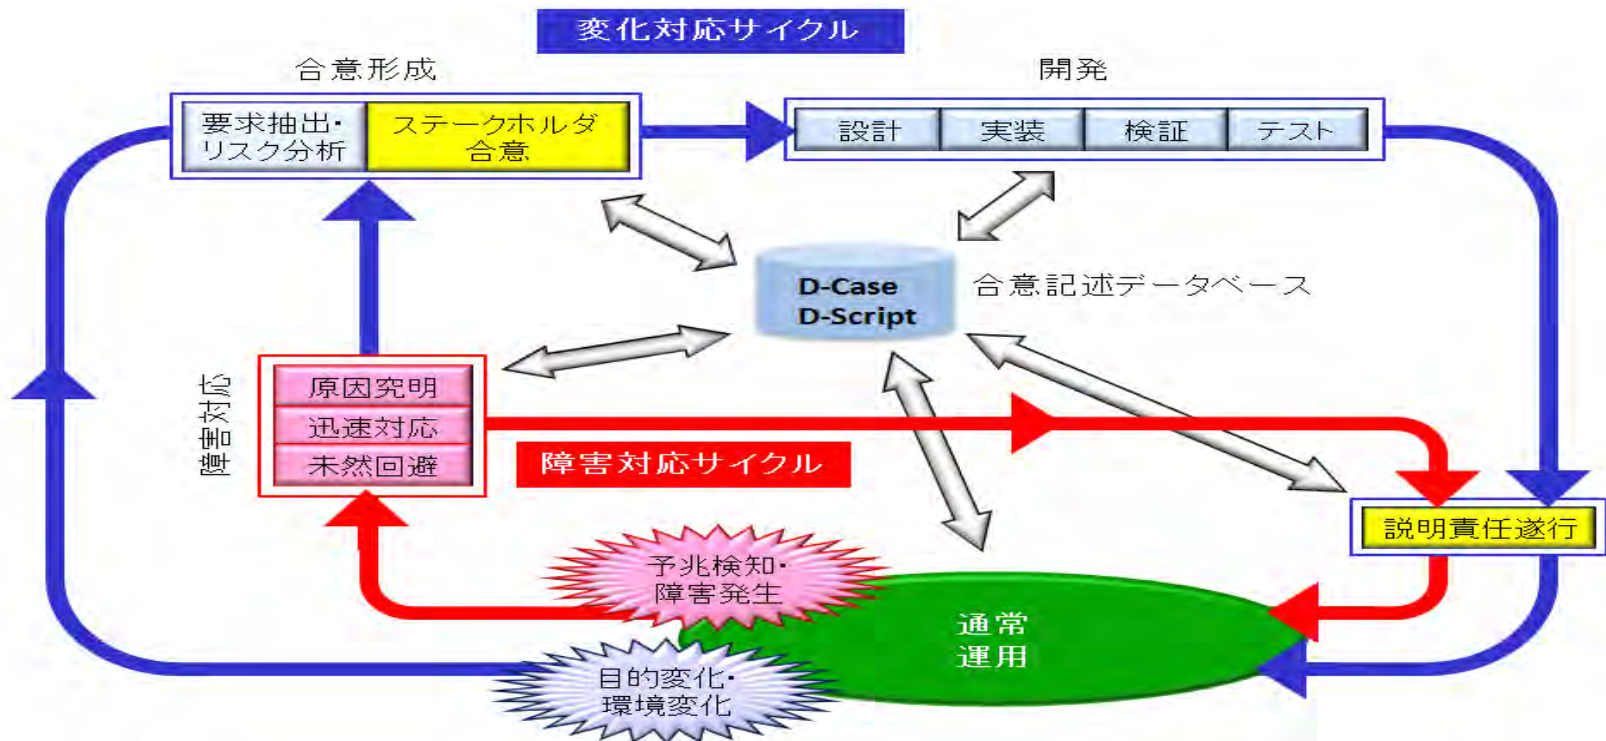 変化対応サイクル
合意形成
開発
要求抽出・
リスク分析
ステークホルダ
合意
設計
実装
検証
テスト
D-Case
D-Script
合意記述データベース
障害対応
原因究明
迅速対応
未然回避
障害対応サイクル
説明責任遂行
予兆検知・
障害発生
通常
運用
目的変化・
環境変化